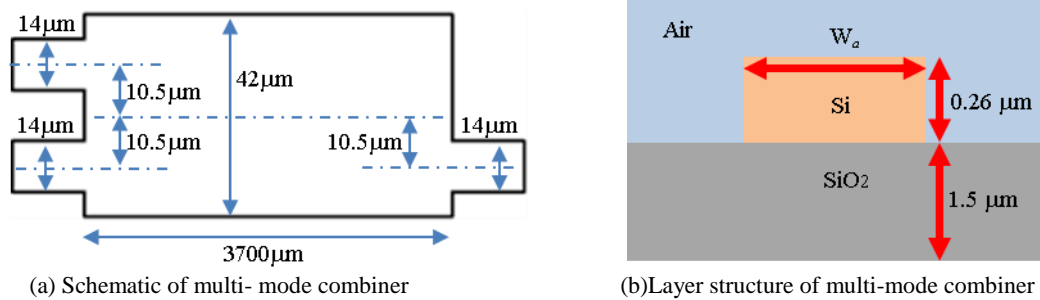 14μm
10.5μm
42μm
14μm
10.5μm
10.5μm
14μm
3700μm
(a) Schematic of multi- mode combiner
Air
Wₐ
Si
0.26 μm
SiO₂
1.5 μm
(b)Layer structure of multi-mode combiner